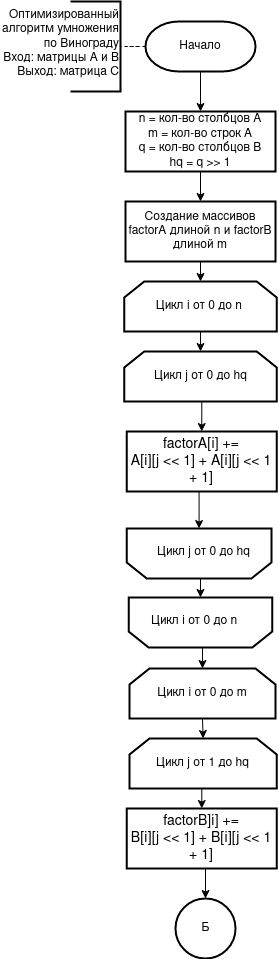 Оптимизированный
алгоритм умножения
по Винограду
Вход: матрицы A и B
Выход: матрица C
Начало
n = кол-во столбцов A
m = кол-во строк A
q = кол-во столбцов B
hq = q >> 1
Создание массивов
factorA длиной n и factorB
длиной m
Цикл i от 0 до n
Цикл j от 0 до hq
factorA[i] +=
A[i][j << 1] + A[i][j << 1
+ 1]
Цикл j от 0 до hq
Цикл i от 0 до n
Цикл i от 0 до m
Цикл j от 1 до hq
factorB]i] +=
B[i][j << 1] + B[i][j << 1
+ 1]
Б